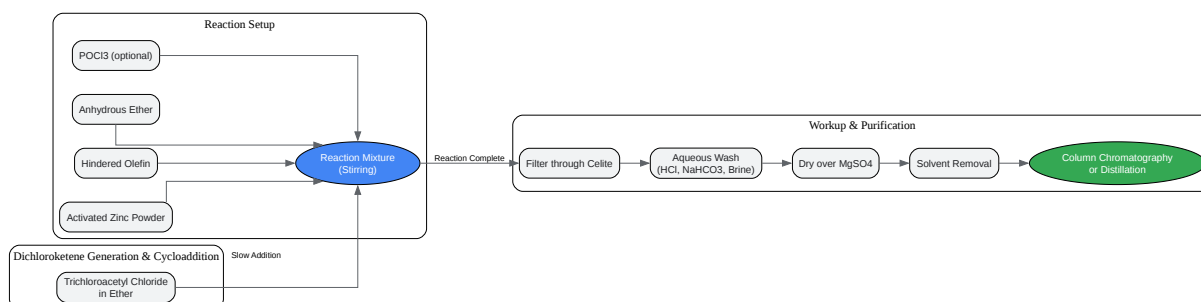 Reaction Setup
POCl3 (optional)
Anhydrous Ether
Hindered Olefin
Activated Zinc Powder
Reaction Mixture
(Stirring)
Dichloroketene Generation & Cycloaddition
Slow Addition
Trichloroacetyl Chloride
in Ether
Reaction Complete
Workup & Purification
Filter through Celite
Aqueous Wash
(HCl, NaHCO3, Brine)
Dry over MgSO4
Solvent Removal
Column Chromatography
or Distillation